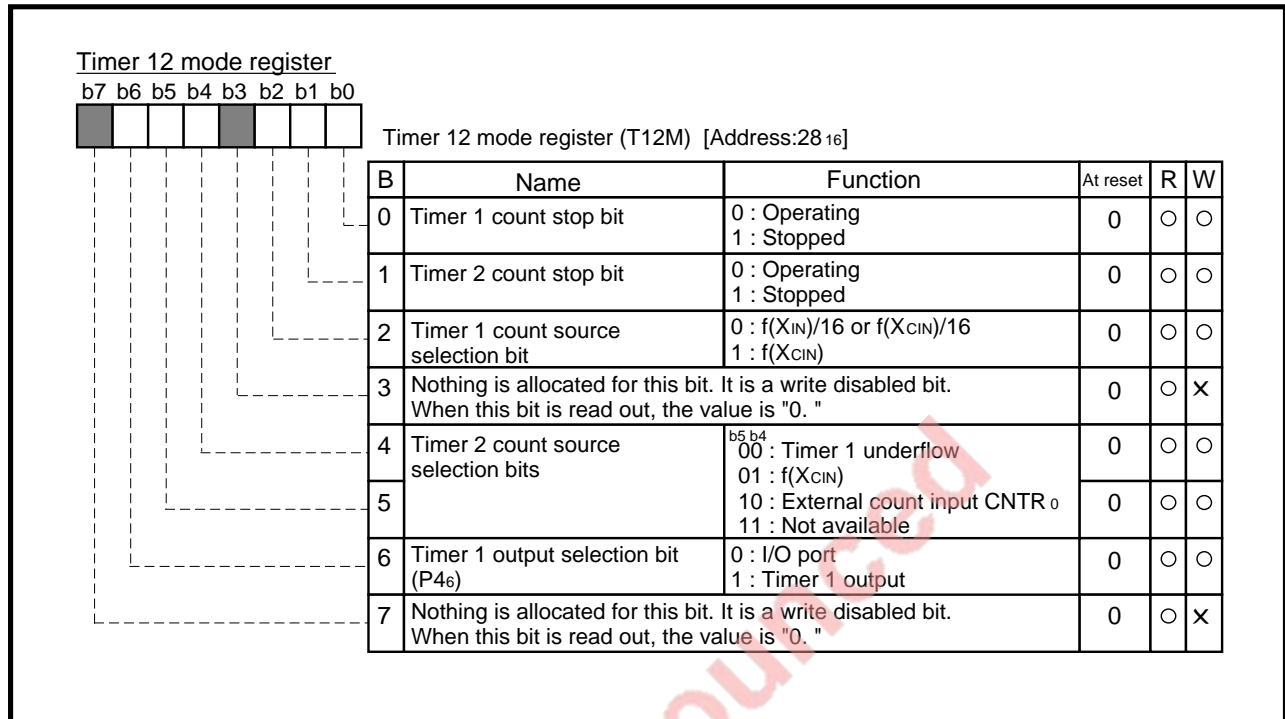 Timer 12 mode register
b7 b6 b5 b4 b3 b2 b1 b0
Timer 12 mode register (T12M) [Address:28 16]
B Name Function At reset R W
0 Timer 1 count stop bit 0 : Operating 0 ○ ○
1 : Stopped
1 Timer 2 count stop bit 0 : Operating 0 ○ ○
1 : Stopped
2 Timer 1 count source 0 : f(XIN)/16 or f(XCIN)/16 0 ○ ○
selection bit 1 : f(XCIN)
3 Nothing is allocated for this bit. It is a write disabled bit. 0 ○ ×
When this bit is read out, the value is "0. "
4 Timer 2 count source b5 b4 0 ○ ○
selection bits 00 : Timer 1 underflow
01 : f(XCIN)
5 10 : External count input CNTR 0 0 ○ ○
11 : Not available
6 Timer 1 output selection bit 0 : I/O port 0 ○ ○
(P46) 1 : Timer 1 output
7 Nothing is allocated for this bit. It is a write disabled bit. 0 ○ ×
When this bit is read out, the value is "0. "
ounced